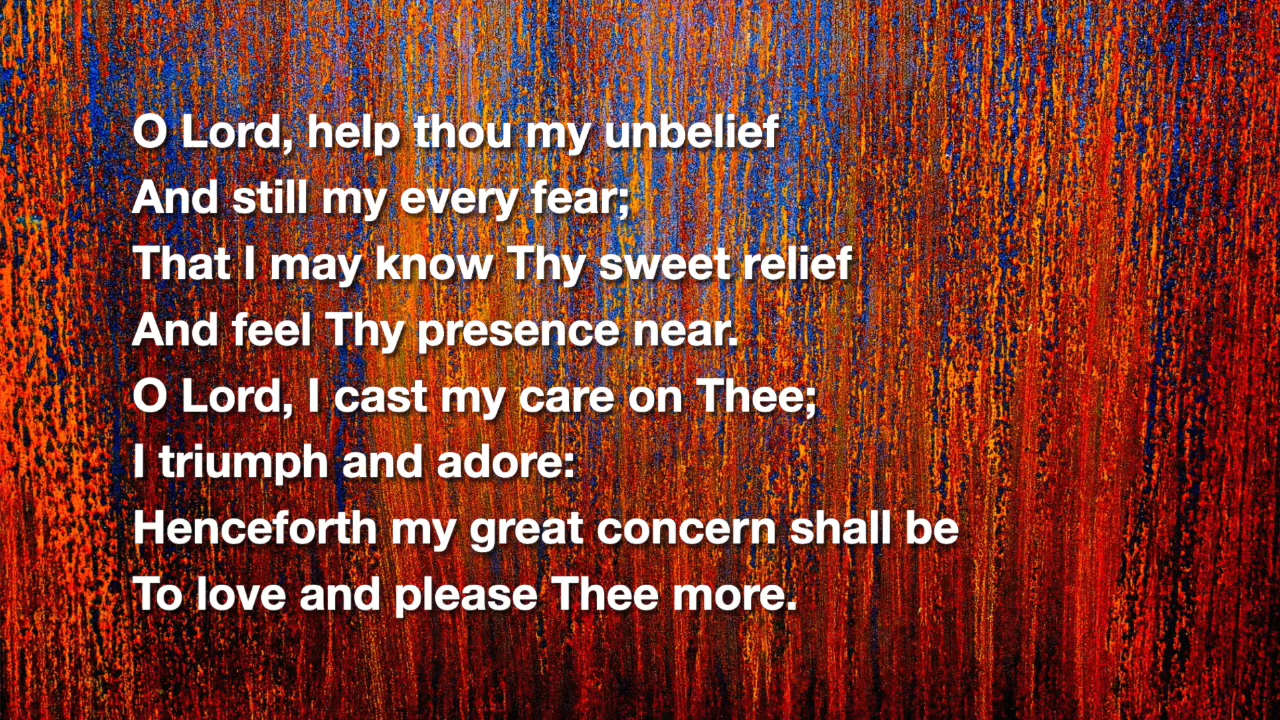 O Lord, help thou my unbelief
And still my every fear;
That I may know Thy sweet relief
And feel Thy presence near.
O Lord, I cast my care on Thee;
I triumph and adore:
Henceforth my great concern shall be
To love and please Thee more.